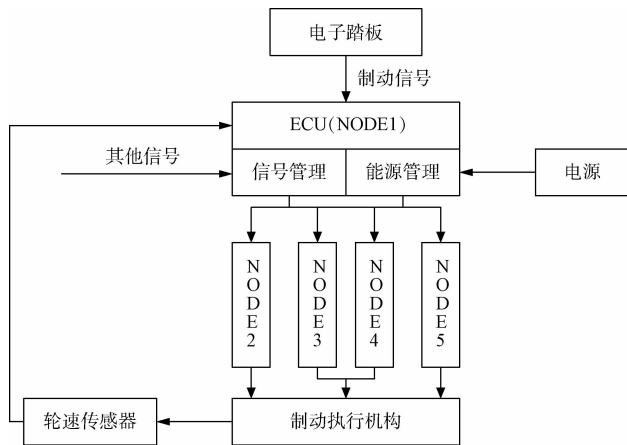 电子踏板
制动信号
ECU(NODE1)
其他信号
信号管理
能源管理
电源
NODE2
NODE3
NODE4
NODE5
轮速传感器
制动执行机构